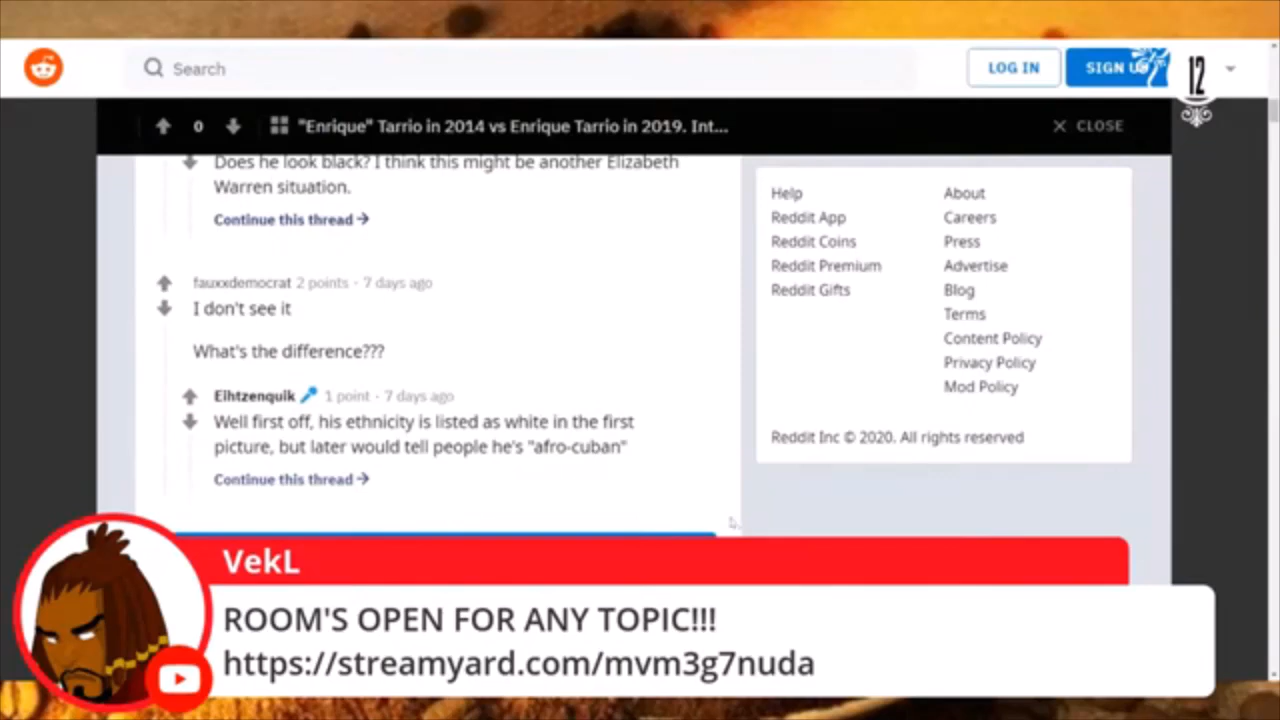 Search
LOG IN
SIGN UP
12
0
"Enrique" Tarrio in 2014 vs Enrique Tarrio in 2019. Int...
CLOSE
Does he look black? I think this might be another Elizabeth
Warren situation.
Continue this thread
fauxxdemocrat 2 points · 7 days ago
I don't see it
What's the difference???
Eihtzenquik 1 point · 7 days ago
Well first off, his ethnicity is listed as white in the first
picture, but later would tell people he's "afro-cuban"
Continue this thread
Help
Reddit App
Reddit Coins
Reddit Premium
Reddit Gifts
About
Careers
Press
Advertise
Blog
Terms
Content Policy
Privacy Policy
Mod Policy
Reddit Inc © 2020. All rights reserved
VekL
ROOM'S OPEN FOR ANY TOPIC!!!
https://streamyard.com/mvm3g7nuda